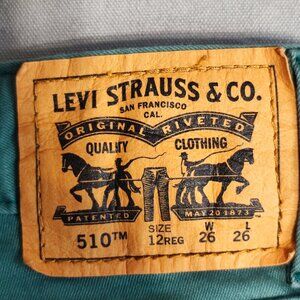 LEVI STRAUSS & CO.
SAN FRANCISCO
CAL.
ORIGINAL RIVETED
QUALITY CLOTHING
PATENTED MAY 20 1873
SIZE W L
510™ 12REG 26 26